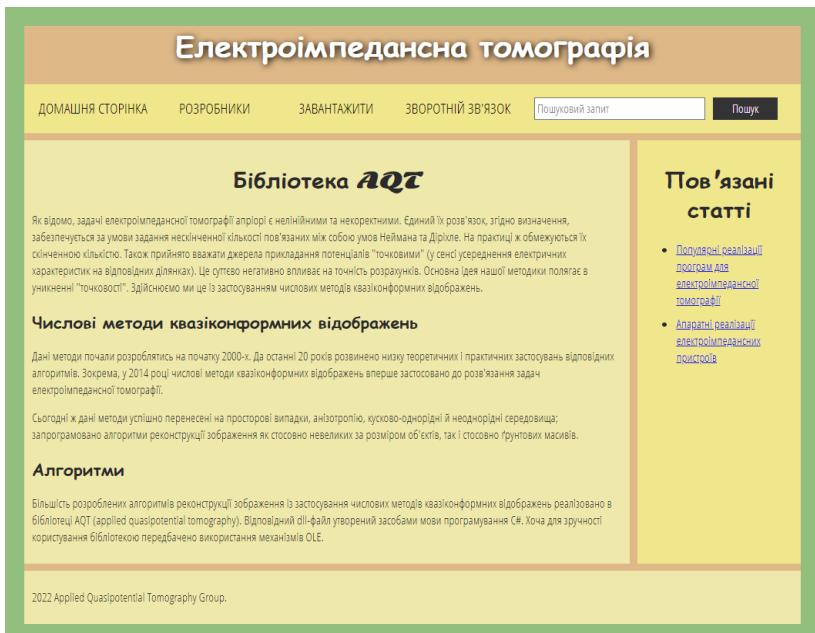 Електроімпедансна томографія
ДОМАШНЯ СТОРІНКА РОЗРОБНИКИ ЗАВАНТАЖИТИ ЗВОРОТНІЙ ЗВ'ЯЗОК Пошуковий запит Пошук
Бібліотека AQT
Як відомо, задачі електроімпедансної томографії апріорі є нелінійними та некоректними. Єдиний їх розв'язок, згідно визначення,
забезпечується за умови задання нескінченної кількості пов'язаних між собою умов Неймана та Діріхле. На практиці ж обмежуються їх
скінченною кількістю. Також прийнято вважати джерела прикладання потенціалів "точковими" (у сенсі усереднення електричних
характеристик на відповідних ділянках). Це суттєво негативно впливає на точність розрахунків. Основна ідея нашої методики полягає в
уникненні "точковості". Здійснюємо ми це із застосуванням числових методів квазіконформних відображень.
Числові методи квазіконформних відображень
Дані методи почали розроблятись на початку 2000-х. Да останні 20 років розвинено низку теоретичних і практичних застосувань відповідних
алгоритмів. Зокрема, у 2014 році числові методи квазіконформних відображень вперше застосовано до розв'язання задач
електроімпедансної томографії.
Сьогодні ж дані методи успішно перенесені на просторові випадки, анізотропію, кусково-однорідні й неоднорідні середовища;
запрограмовано алгоритми реконструкції зображення як стосовно невеликих за розміром об'єктів, так і стосовно ґрунтових масивів.
Алгоритми
Більшість розроблених алгоритмів реконструкції зображення із застосування числових методів квазіконформних відображень реалізовано в
бібліотеці AQT (applied quasipotential tomography). Відповідний dll-файл утворений засобами мови програмування C#. Хоча для зручності
користування бібліотекою передбачено використання механізмів OLE.
Пов'язані
статті
Популярні реалізації
програм для
електроімпедансної
томографії
Апаратні реалізації
електроімпедансних
пристроїв
2022 Applied Quasipotential Tomography Group.